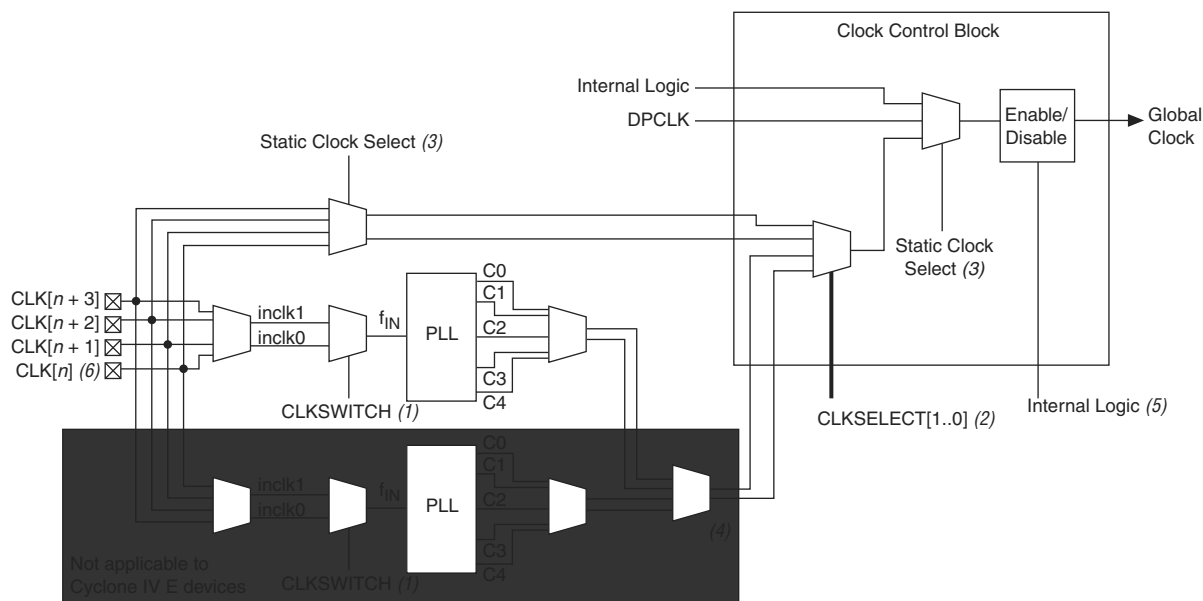 Clock Control Block
Internal Logic
DPCLK
Enable/
Disable
Global
Clock
Static Clock Select (3)
Static Clock
Select (3)
CLK[n + 3]
CLK[n + 2]
CLK[n + 1]
CLK[n] (6)
inclk1
inclk0
fIN
PLL
C0
C1
C2
C3
C4
CLKSWITCH (1)
CLKSELECT[1..0] (2)
Internal Logic (5)
inclk1
inclk0
fIN
PLL
C0
C1
C2
C3
C4
(4)
CLKSWITCH (1)
Not applicable to
Cyclone IV E devices